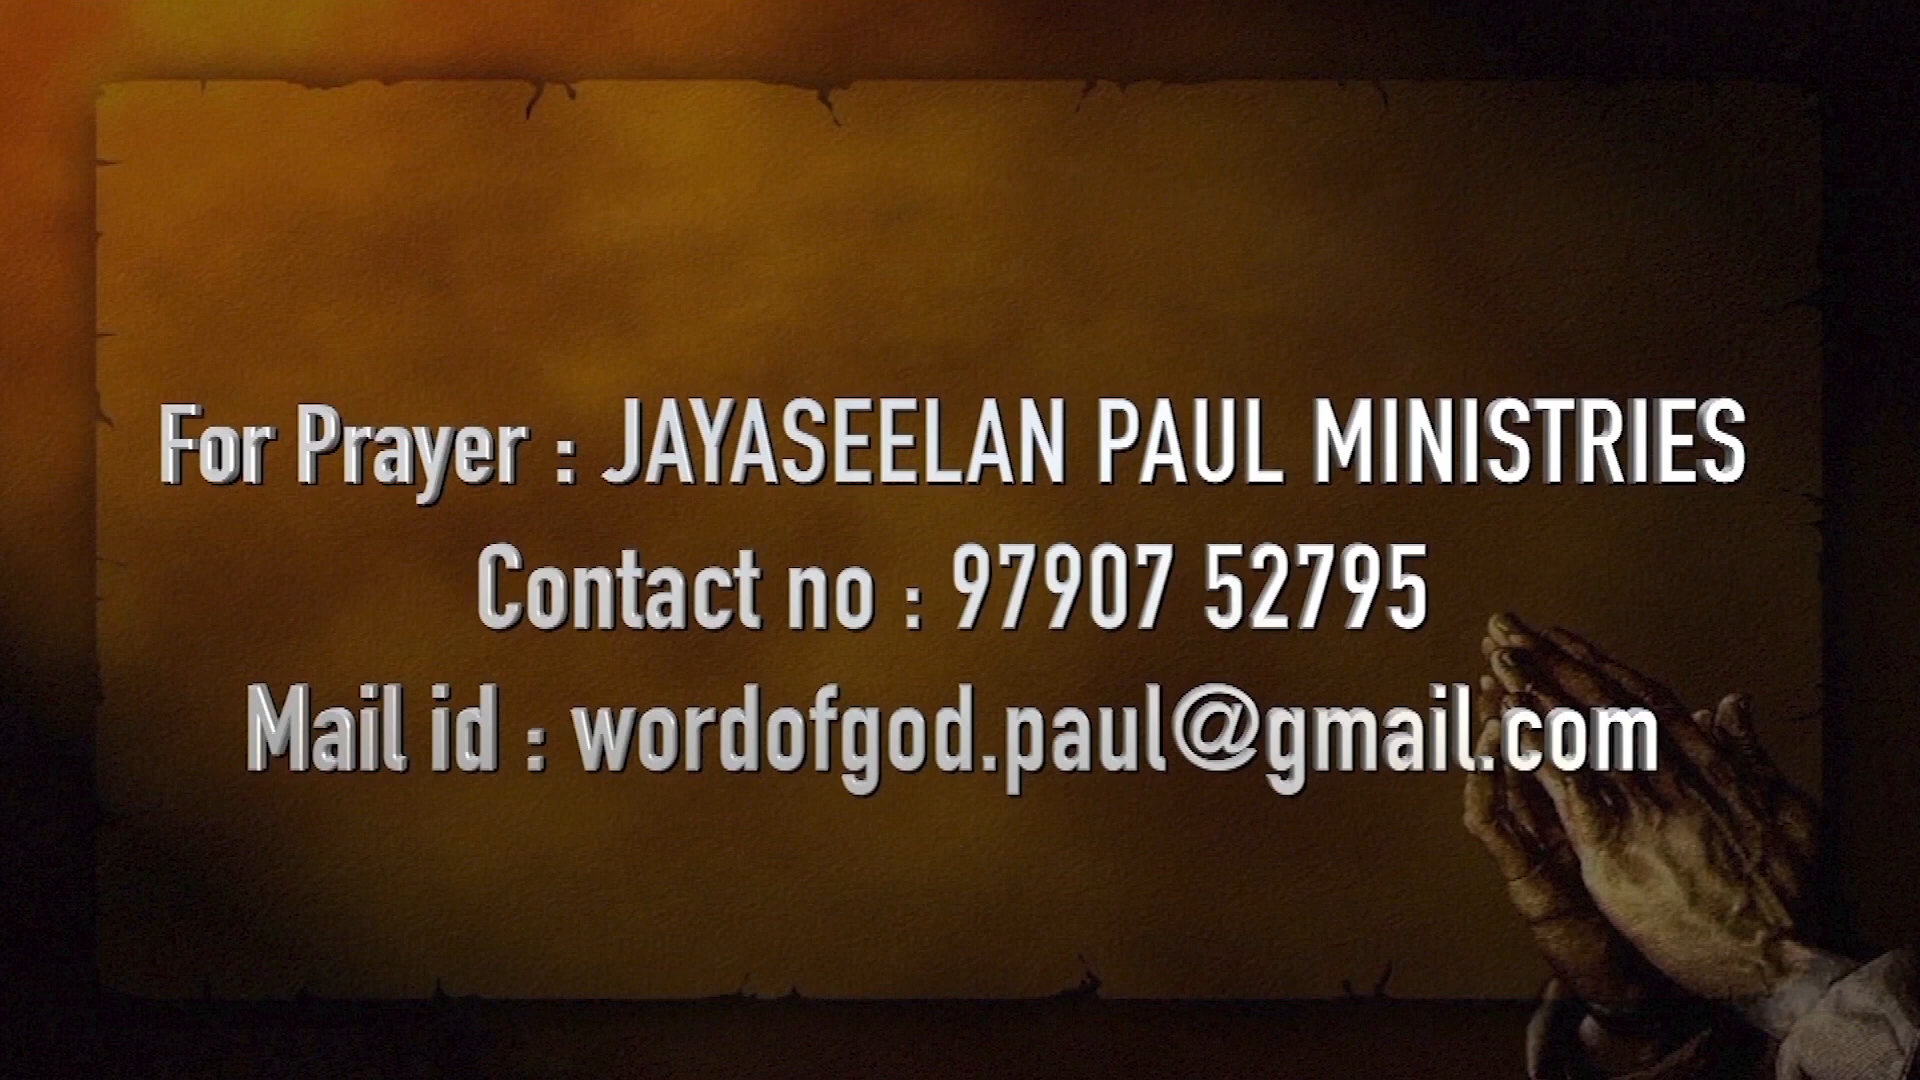 For Prayer : JAYASEELAN PAUL MINISTRIES
Contact no : 97907 52795
Mail id : wordofgod.paul@gmail.com